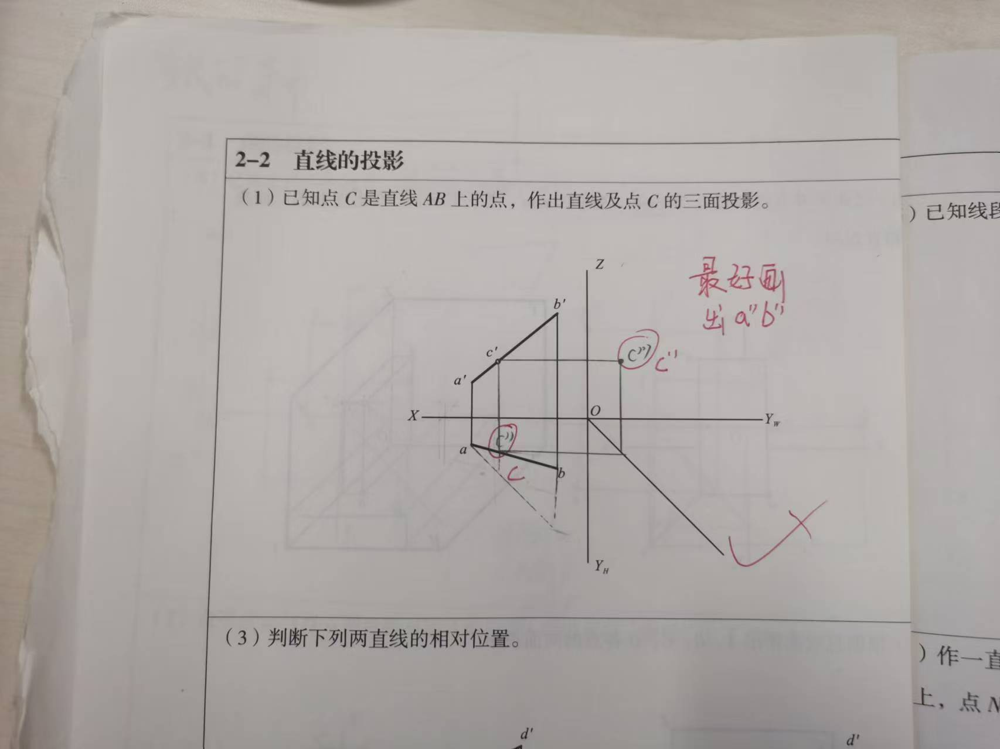 2-2 直线的投影
（1）已知点 C 是直线 AB 上的点，作出直线及点 C 的三面投影。
）已知线段
Z
最好画
出 a"b"
b'
c'
C")
c"
a'
X
O
Y_W
C")
a
c
b
Y_H
（3）判断下列两直线的相对位置。
）作一直
上，点 N
d'
d'